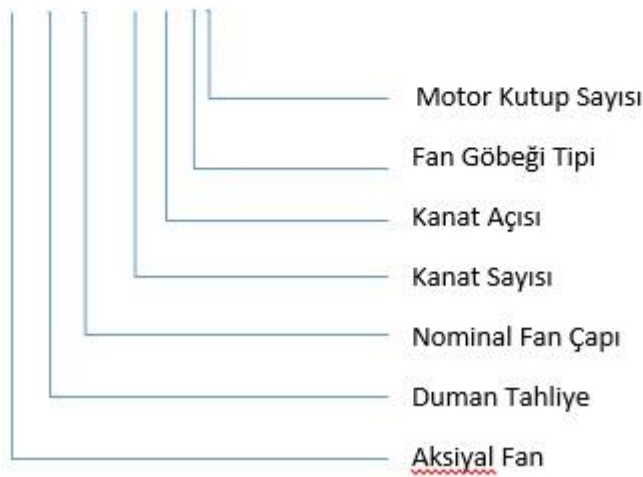 Motor Kutup Sayısı
Fan Göbeği Tipi
Kanat Açısı
Kanat Sayısı
Nominal Fan Çapı
Duman Tahliye
Aksiyal Fan